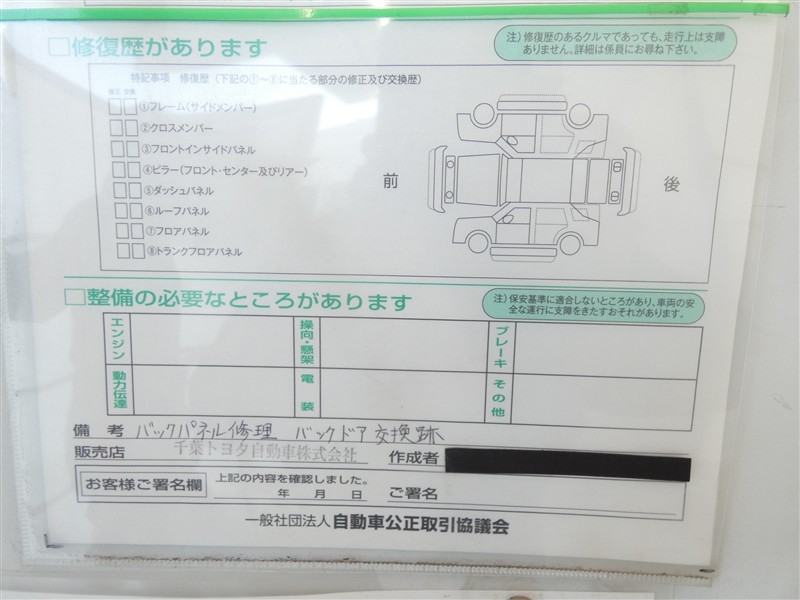 □修復歴があります
注）修復歴のあるクルマであっても、走行上は支障
ありません。詳細は係員にお尋ね下さい。
特記事項 修復歴（下記の①〜⑧に当たる部分の修正及び交換歴）
修正 交換
①フレーム（サイドメンバー）
②クロスメンバー
③フロントインサイドパネル
④ピラー（フロント・センター及びリアー）
⑤ダッシュパネル
⑥ルーフパネル
⑦フロアパネル
⑧トランクフロアパネル
前
後
□整備の必要なところがあります
注）保安基準に適合しないところがあり、車両の安
全な運行に支障をきたすおそれがあります。
エンジン
操向・懸架
ブレーキ
動力伝達
電装
その他
備考 バックパネル修理 バックドア交換跡
販売店 千葉トヨタ自動車株式会社 作成者
お客様ご署名欄 上記の内容を確認しました。
年 月 日 ご署名
一般社団法人 自動車公正取引協議会